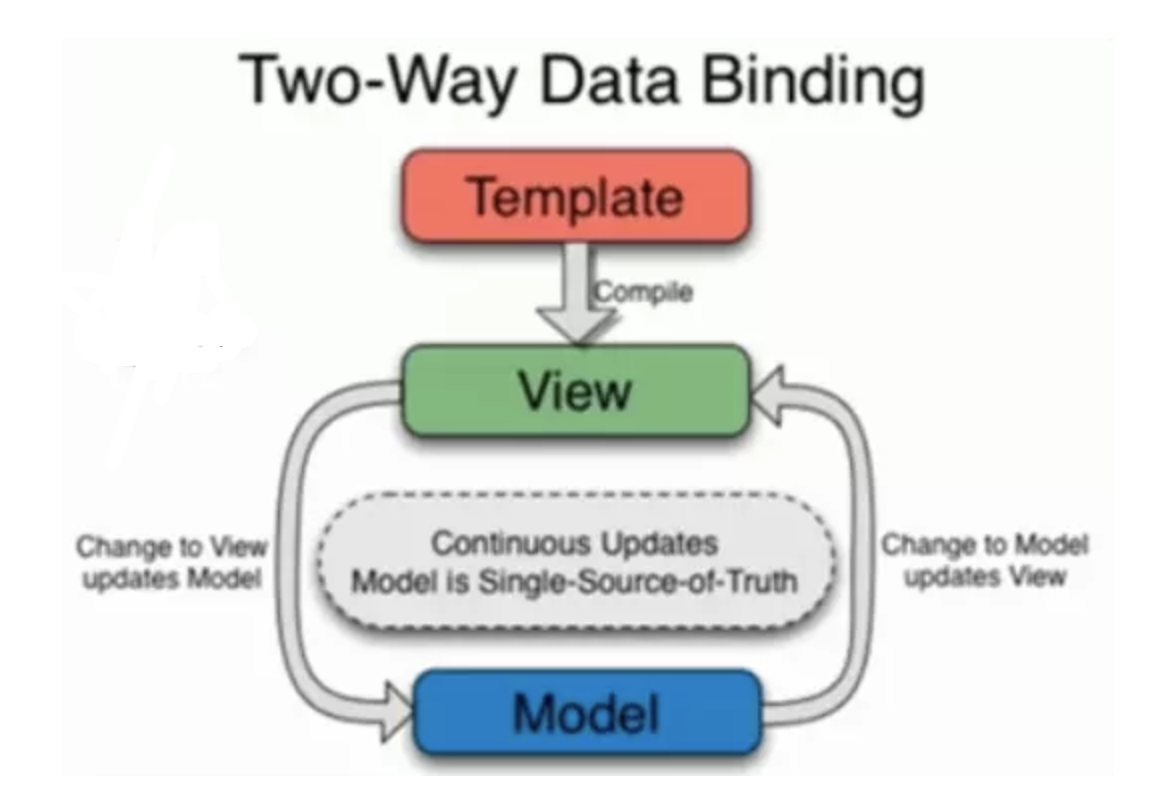 Two-Way Data Binding
Template
Compile
View
Change to View
updates Model
Continuous Updates
Model is Single-Source-of-Truth
Change to Model
updates View
Model